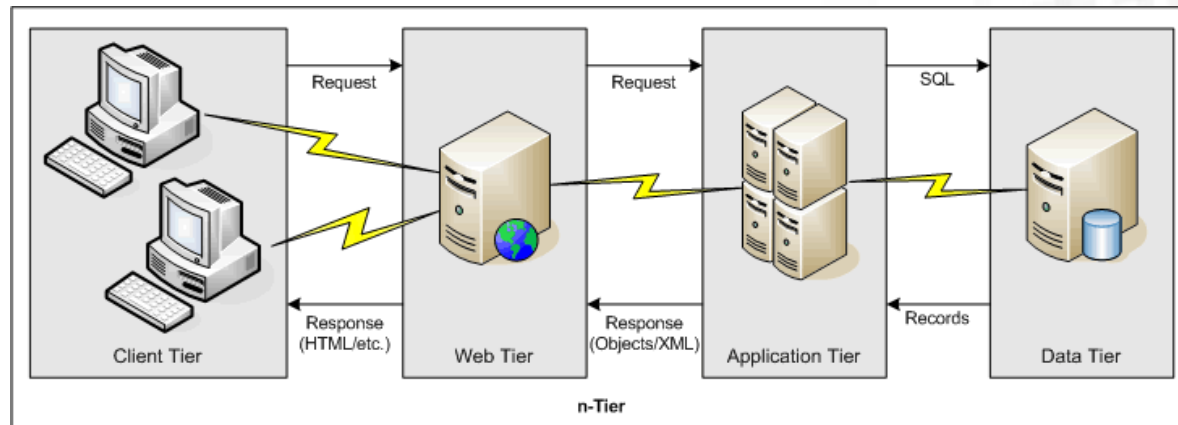 Request
Request
SQL
Response
(HTML/etc.)
Response
(Objects/XML)
Records
Client Tier
Web Tier
Application Tier
Data Tier
n-Tier